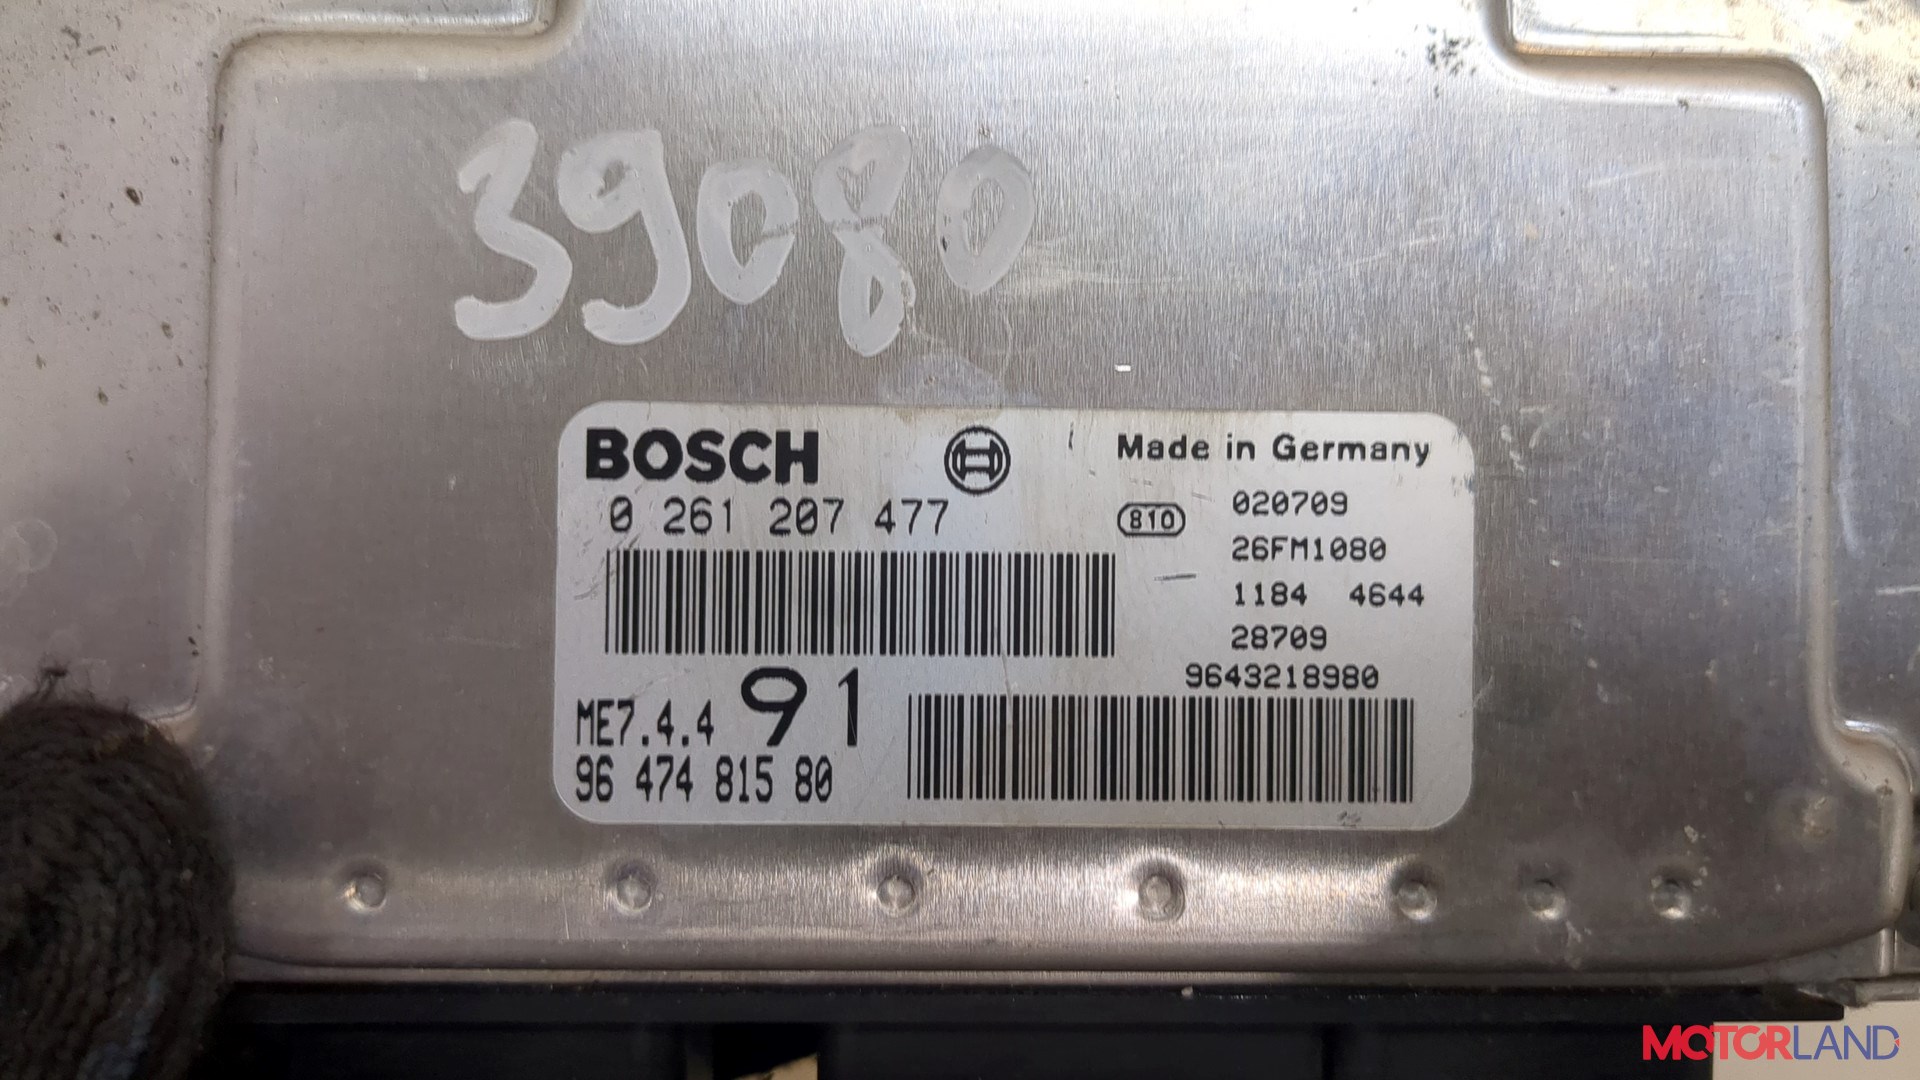 39080
BOSCH
Made in Germany
0 261 207 477
810
020709
26FM1080
1184 4644
28709
9643218980
ME7.4.4 91
96 474 815 80
MOTORLAND